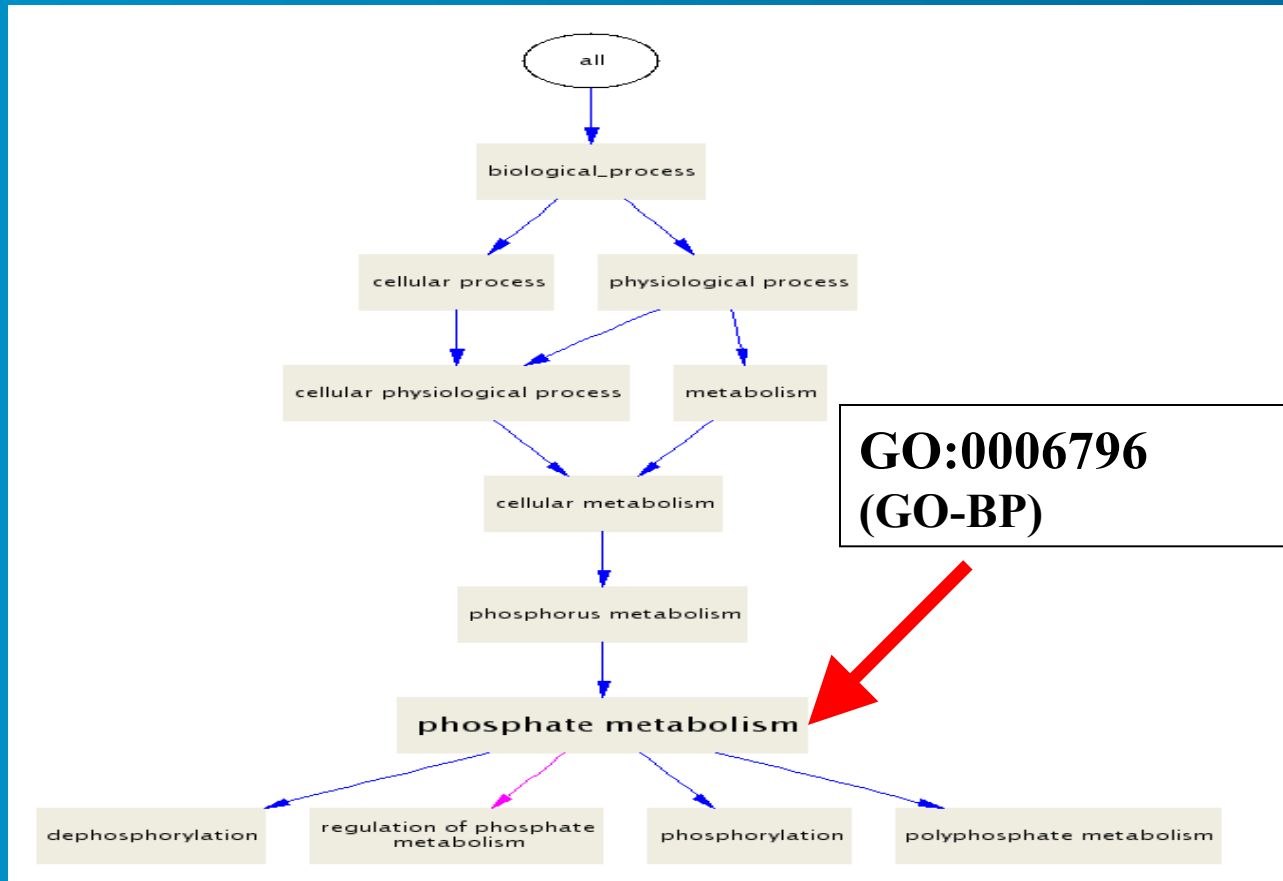 all
biological_process
cellular process
physiological process
cellular physiological process
metabolism
GO:0006796
(GO-BP)
cellular metabolism
phosphorus metabolism
phosphate metabolism
dephosphorylation
regulation of phosphate
metabolism
phosphorylation
polyphosphate metabolism